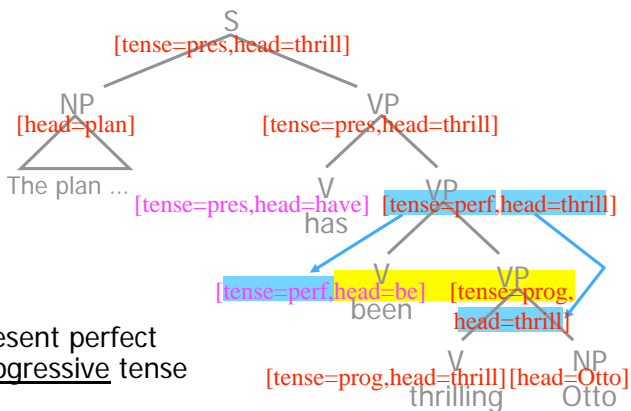 S
[tense=pres,head=thrill]
NP VP
[head=plan] [tense=pres,head=thrill]
The plan ... V VP
[tense=pres,head=have] [tense=perf,head=thrill]
has
V VP
[tense=perf,head=be] [tense=prog,
been head=thrill]
esent perfect
ogressive tense
V NP
[tense=prog,head=thrill] [head=Otto]
thrilling Otto